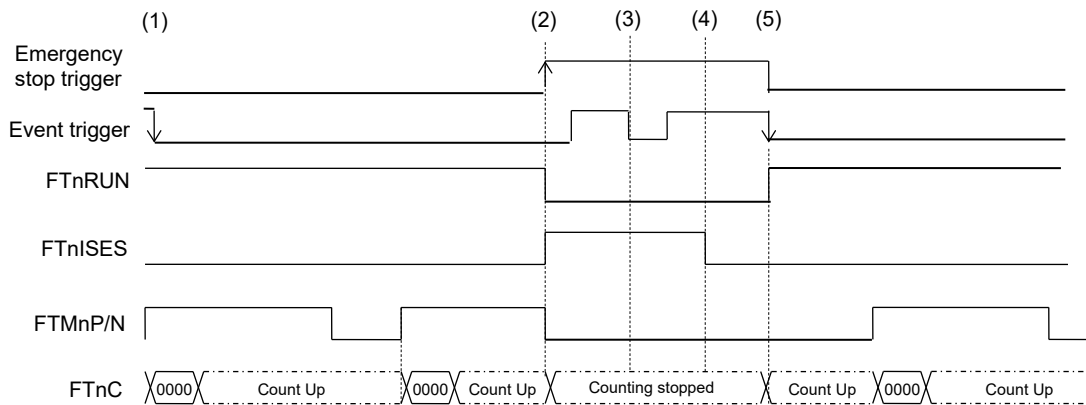 (1) (2) (3) (4) (5)
Emergency
stop trigger
Event trigger
FTnRUN
FTnISES
FTMnP/N
FTnC 0000 Count Up 0000 Count Up Counting stopped Count Up 0000 Count Up